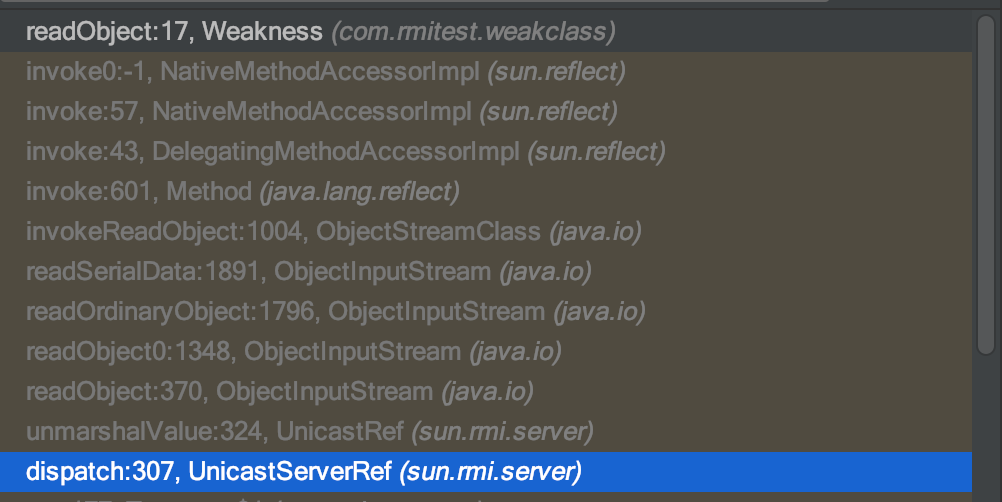 readObject:17, Weakness (com.rmitest.weakclass)
invoke0:-1, NativeMethodAccessorImpl (sun.reflect)
invoke:57, NativeMethodAccessorImpl (sun.reflect)
invoke:43, DelegatingMethodAccessorImpl (sun.reflect)
invoke:601, Method (java.lang.reflect)
invokeReadObject:1004, ObjectStreamClass (java.io)
readSerialData:1891, ObjectInputStream (java.io)
readOrdinaryObject:1796, ObjectInputStream (java.io)
readObject0:1348, ObjectInputStream (java.io)
readObject:370, ObjectInputStream (java.io)
unmarshalValue:324, UnicastRef (sun.rmi.server)
dispatch:307, UnicastServerRef (sun.rmi.server)